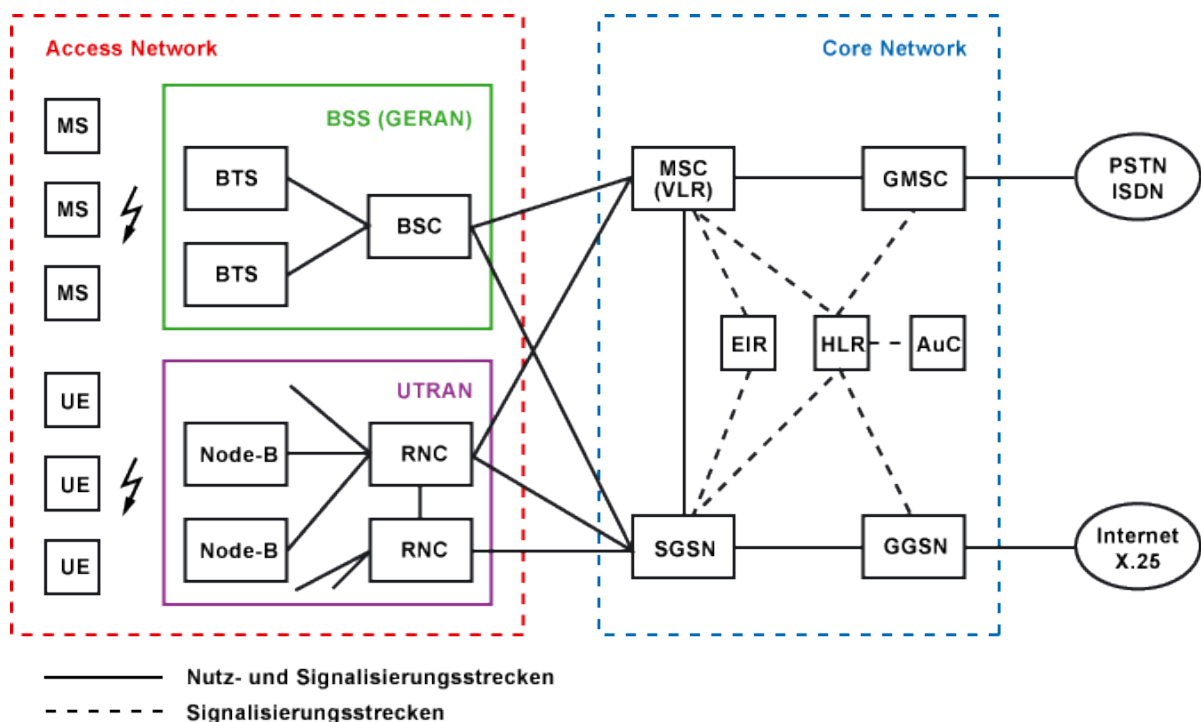 Access Network
Core Network
MS
MS
MS
BSS (GERAN)
BTS
BTS
BSC
UE
UE
UE
UTRAN
Node-B
Node-B
RNC
RNC
MSC
(VLR)
GMSC
EIR
HLR
AuC
SGSN
GGSN
PSTN
ISDN
Internet
X.25
Nutz- und Signalisierungsstrecken
Signalisierungsstrecken